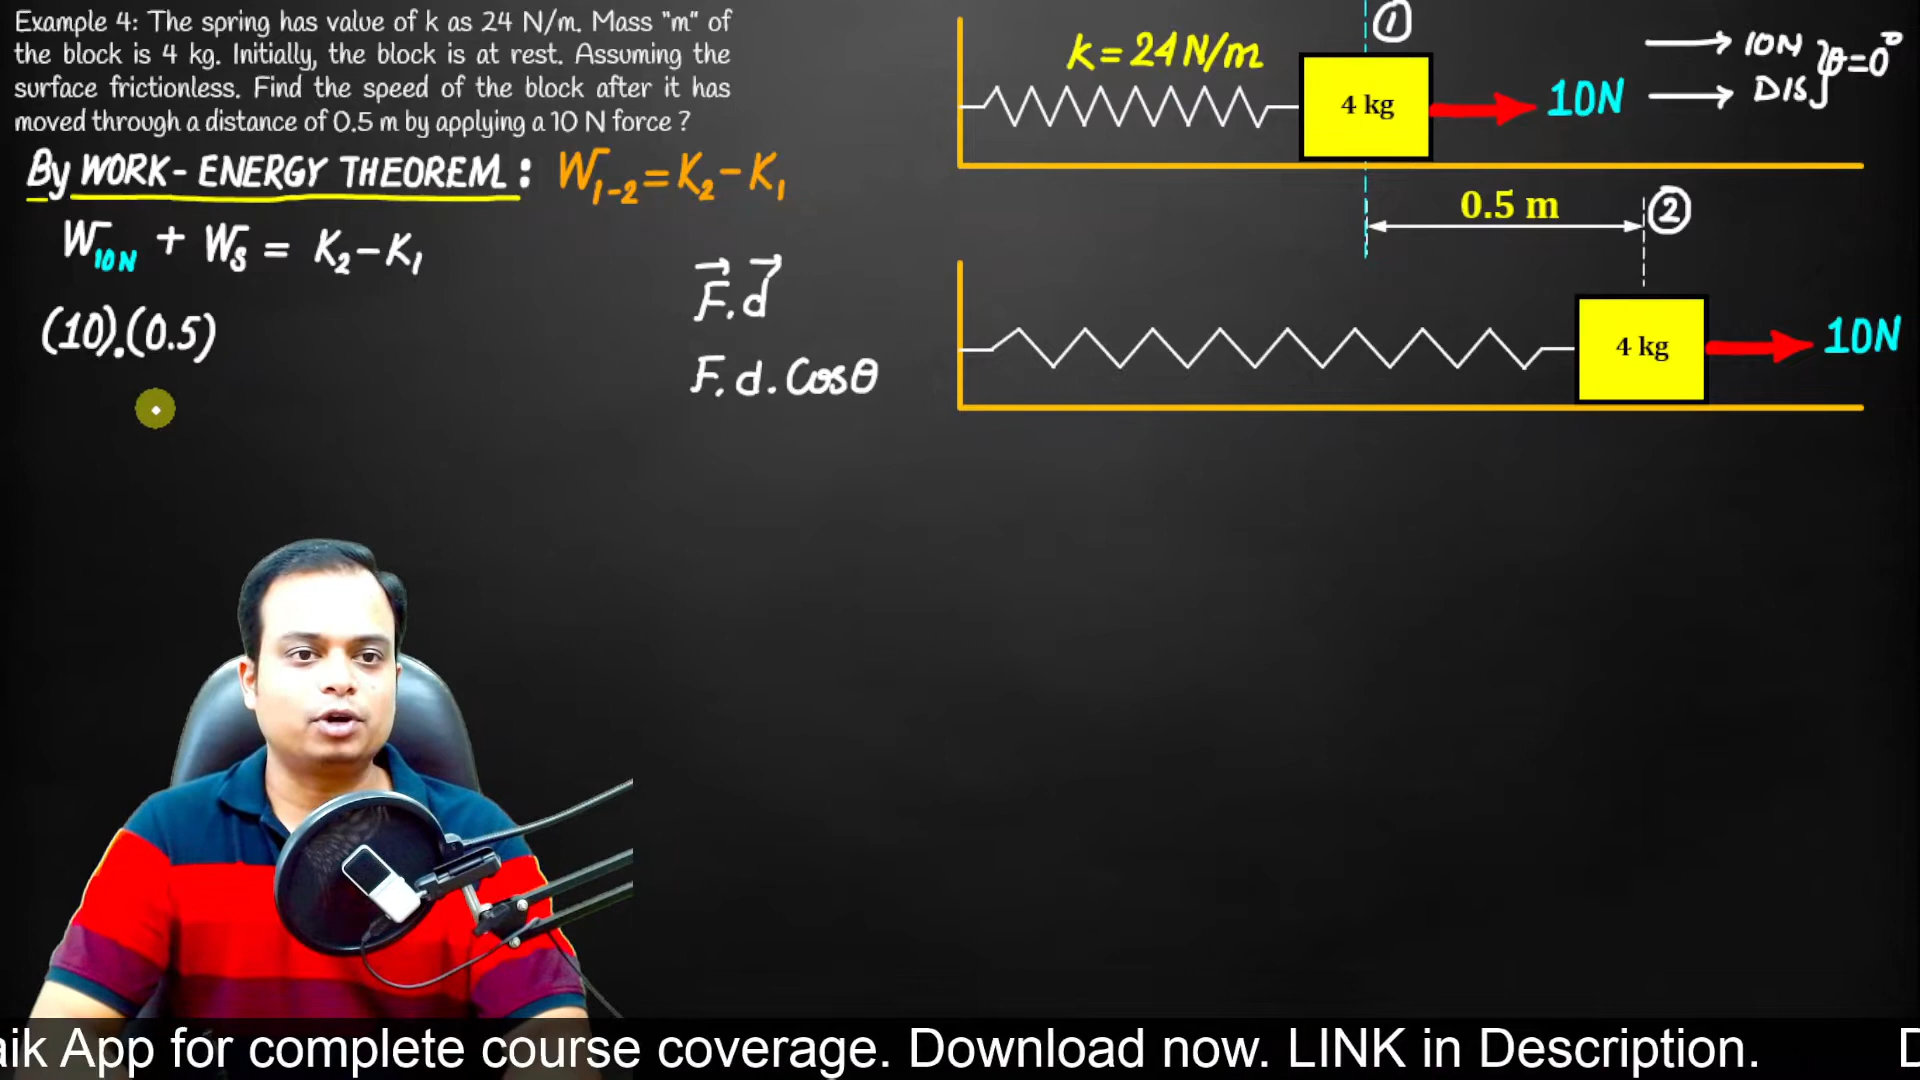 Example 4: The spring has value of k as 24 N/m. Mass "m" of
the block is 4 kg. Initially, the block is at rest. Assuming the
surface frictionless. Find the speed of the block after it has
moved through a distance of 0.5 m by applying a 10 N force ?
By WORK-ENERGY THEOREM : W1-2 = K2 - K1
W10N + Ws = K2 - K1
(10).(0.5)
F.d
F.d.Cosθ
k = 24 N/m
4 kg
10N
①
10N
DIS
θ=0°
0.5 m
②
4 kg
10N
aik App for complete course coverage. Download now. LINK in Description.